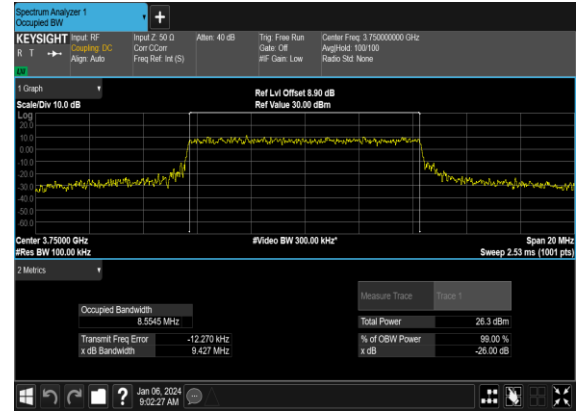 Spectrum Analyzer 1
Occupied BW
KEYSIGHT Input: RF Input Z: 50 Ω Atten: 40 dB Trig: Free Run Center Freq: 3.750000000 GHz
R T Coupling: DC Corr CCorr Gate: Off Avg|Hold: 100/100
Align: Auto Freq Ref: Int (S) #IF Gain: Low Radio Std: None
LV
1 Graph
Ref Lvl Offset 8.90 dB
Scale/Div 10.0 dB Ref Value 30.00 dBm
Log
20.0
10.0
0.00
-10.0
-20.0
-30.0
-40.0
-50.0
-60.0
Center 3.75000 GHz #Video BW 300.00 kHz* Span 20 MHz
#Res BW 100.00 kHz Sweep 2.53 ms (1001 pts)
2 Metrics
Measure Trace Trace 1
Occupied Bandwidth
8.5545 MHz Total Power 26.3 dBm
Transmit Freq Error -12.270 kHz % of OBW Power 99.00 %
x dB Bandwidth 9.427 MHz x dB -26.00 dB
? Jan 06, 2024
9:02:27 AM